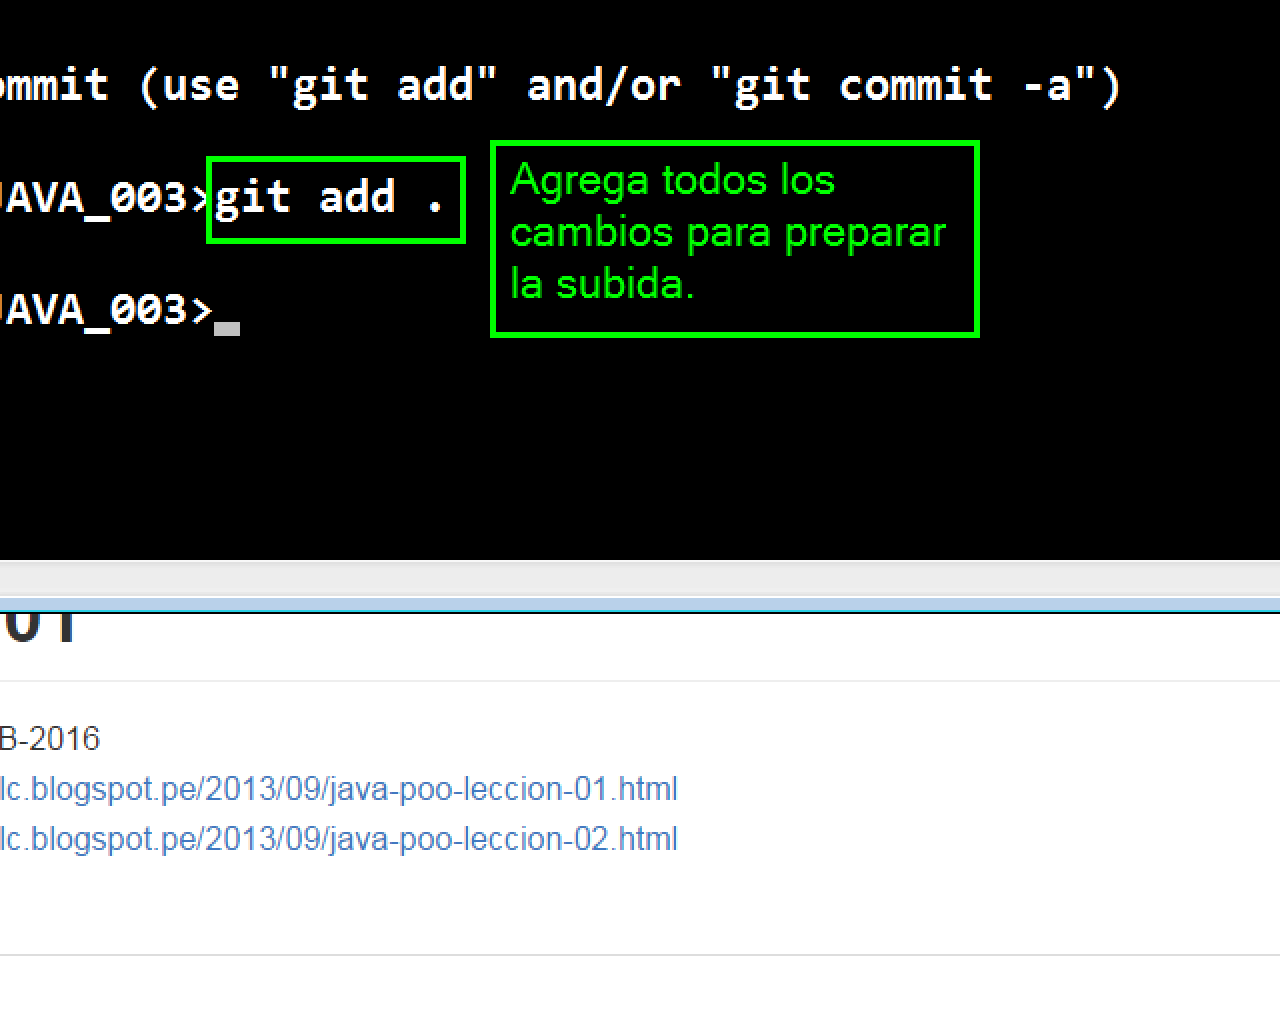 ommit (use "git add" and/or "git commit -a")
JAVA_003>git add .
Agrega todos los
cambios para preparar
la subida.
JAVA_003>
01
B-2016
lc.blogspot.pe/2013/09/java-poo-leccion-01.html
lc.blogspot.pe/2013/09/java-poo-leccion-02.html